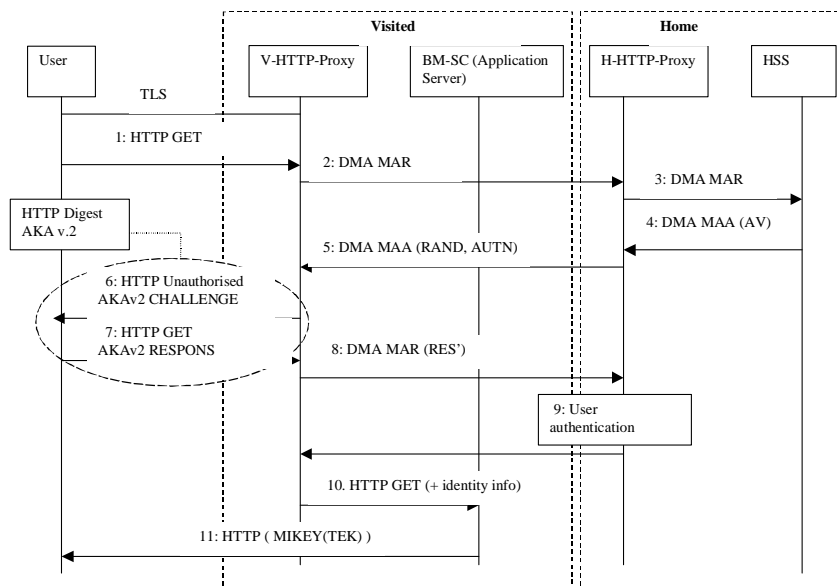 Visited
Home
User
V-HTTP-Proxy
BM-SC (Application
Server)
H-HTTP-Proxy
HSS
TLS
1: HTTP GET
2: DMA MAR
3: DMA MAR
HTTP Digest
AKA v.2
4: DMA MAA (AV)
5: DMA MAA (RAND, AUTN)
6: HTTP Unauthorised
AKAv2 CHALLENGE
7: HTTP GET
AKAv2 RESPONS
8: DMA MAR (RES’)
9: User
authentication
10. HTTP GET (+ identity info)
11: HTTP ( MIKEY(TEK) )